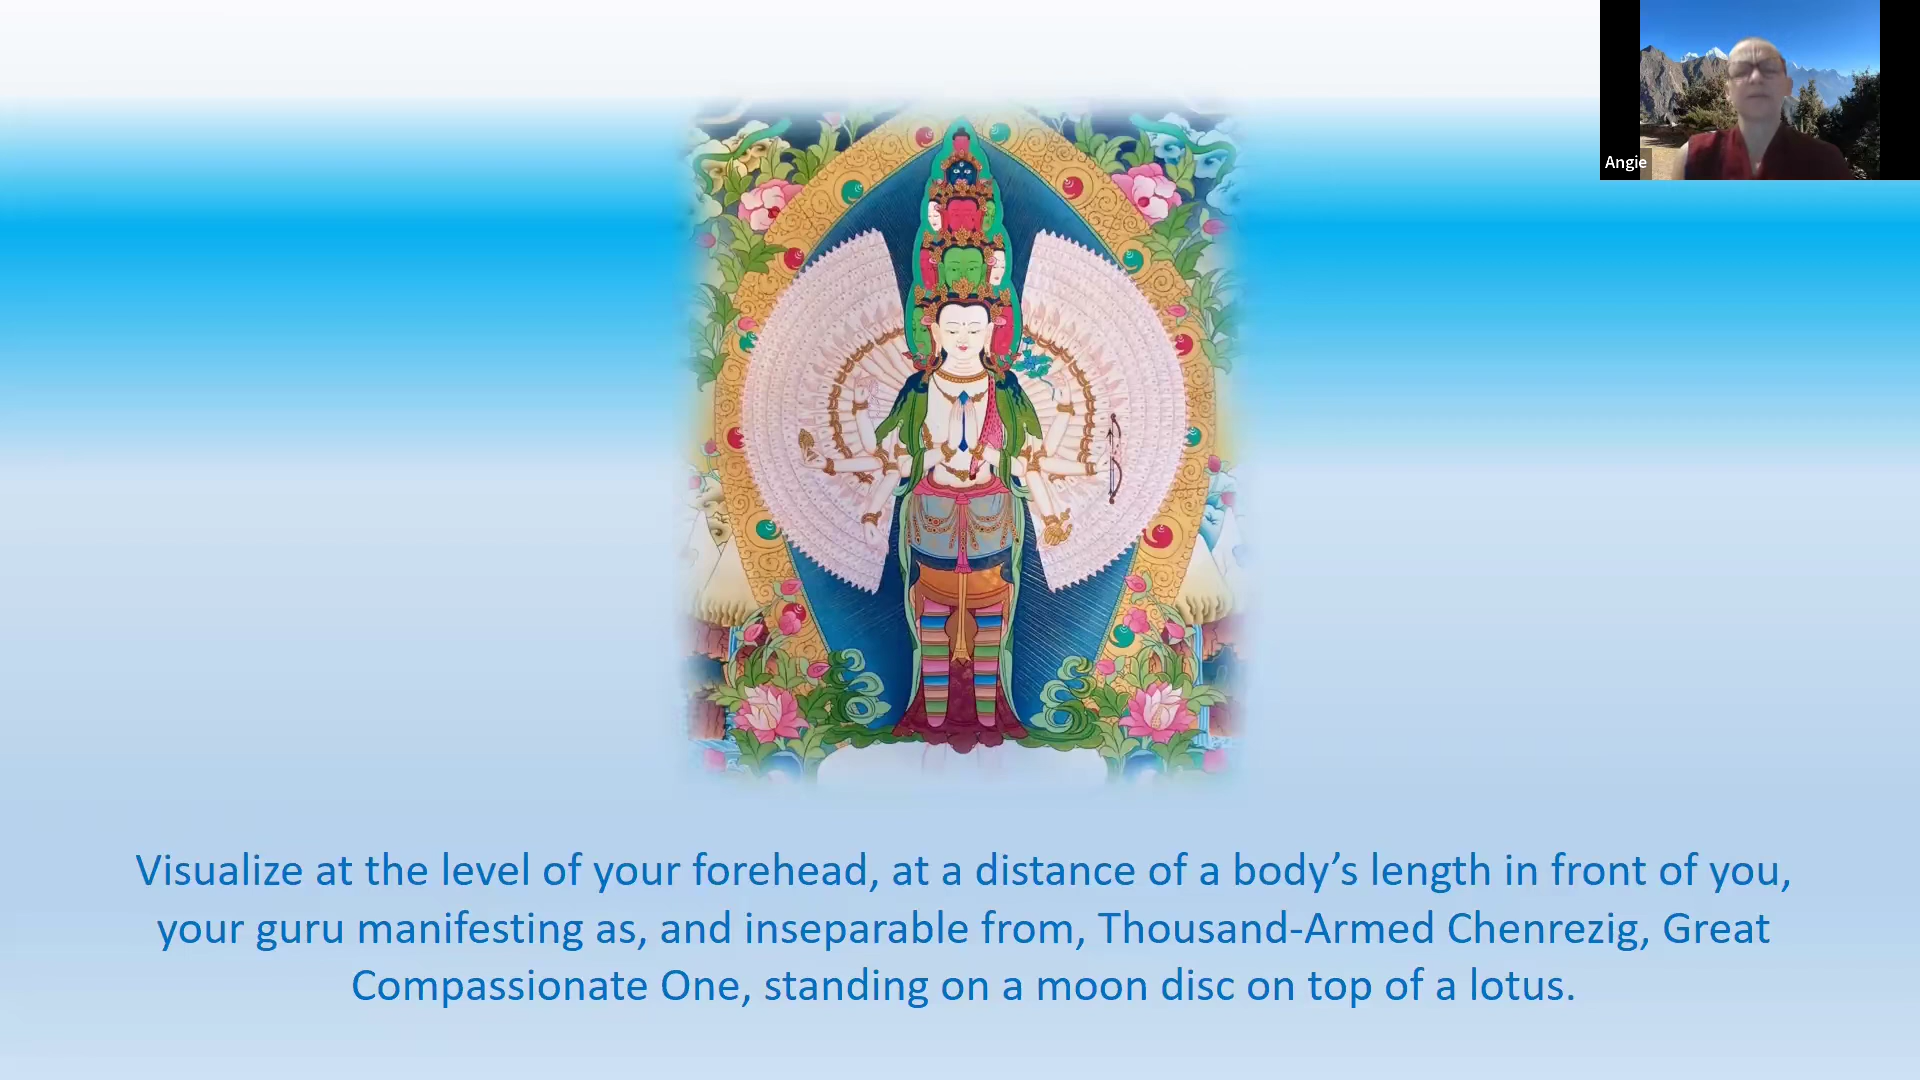 Angie
Visualize at the level of your forehead, at a distance of a body’s length in front of you,
your guru manifesting as, and inseparable from, Thousand-Armed Chenrezig, Great
Compassionate One, standing on a moon disc on top of a lotus.